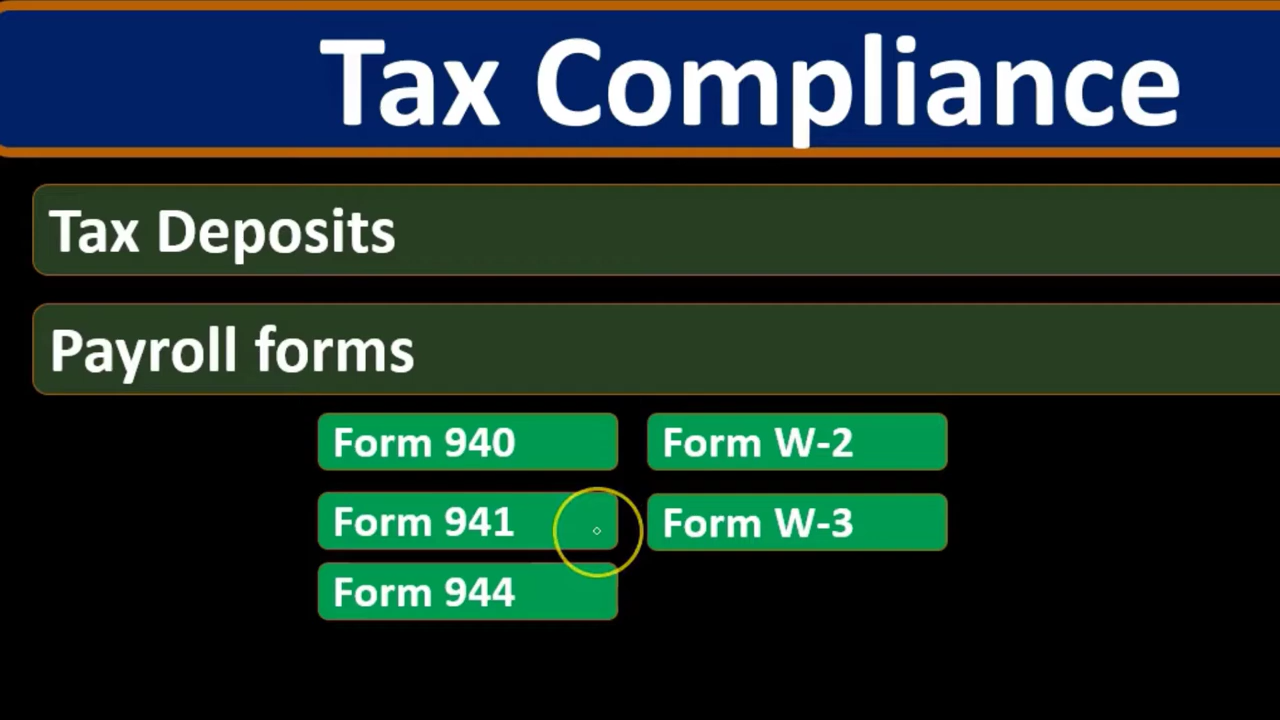 Tax Compliance
Tax Deposits
Payroll forms
Form 940
Form W-2
Form 941
Form W-3
Form 944